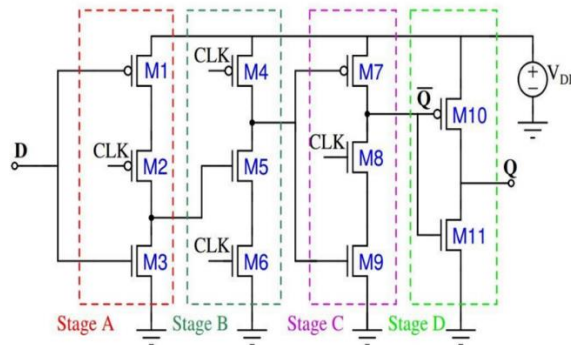 CLK
M1
M4
M7
Q
M10
V_D
D
CLK
M2
M5
CLK
M8
Q
M3
CLK
M6
M9
M11
Stage A
Stage B
Stage C
Stage D